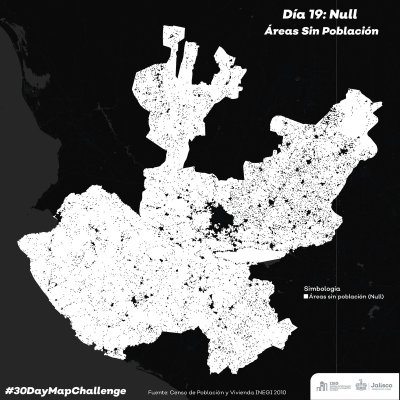 Día 19: Null
Áreas Sin Población
Simbología
Áreas sin población (Null)
#30DayMapChallenge
Fuente: Censo de Población y Vivienda INEGI 2010
Jalisco